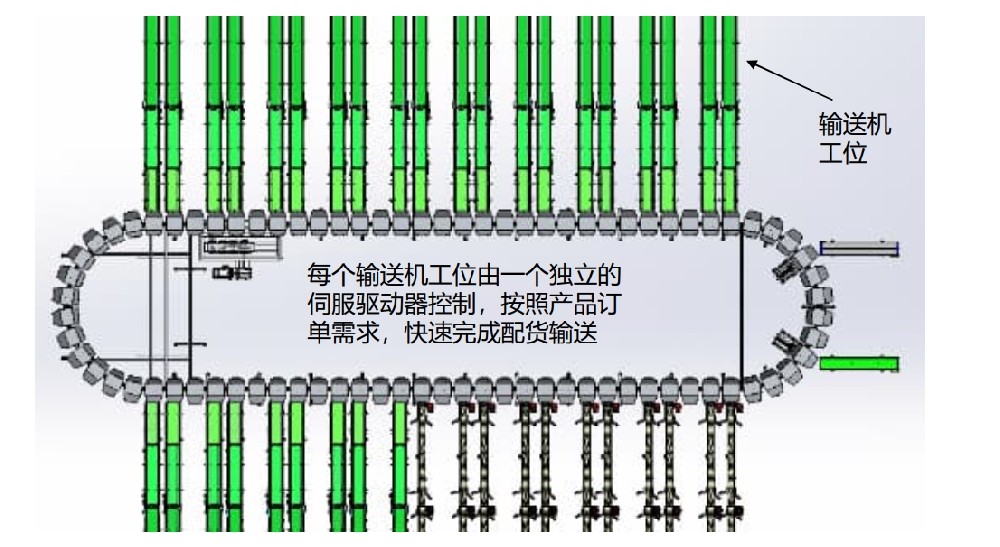 输送机
工位
每个输送机工位由一个独立的
伺服驱动器控制，按照产品订
单需求，快速完成配货输送